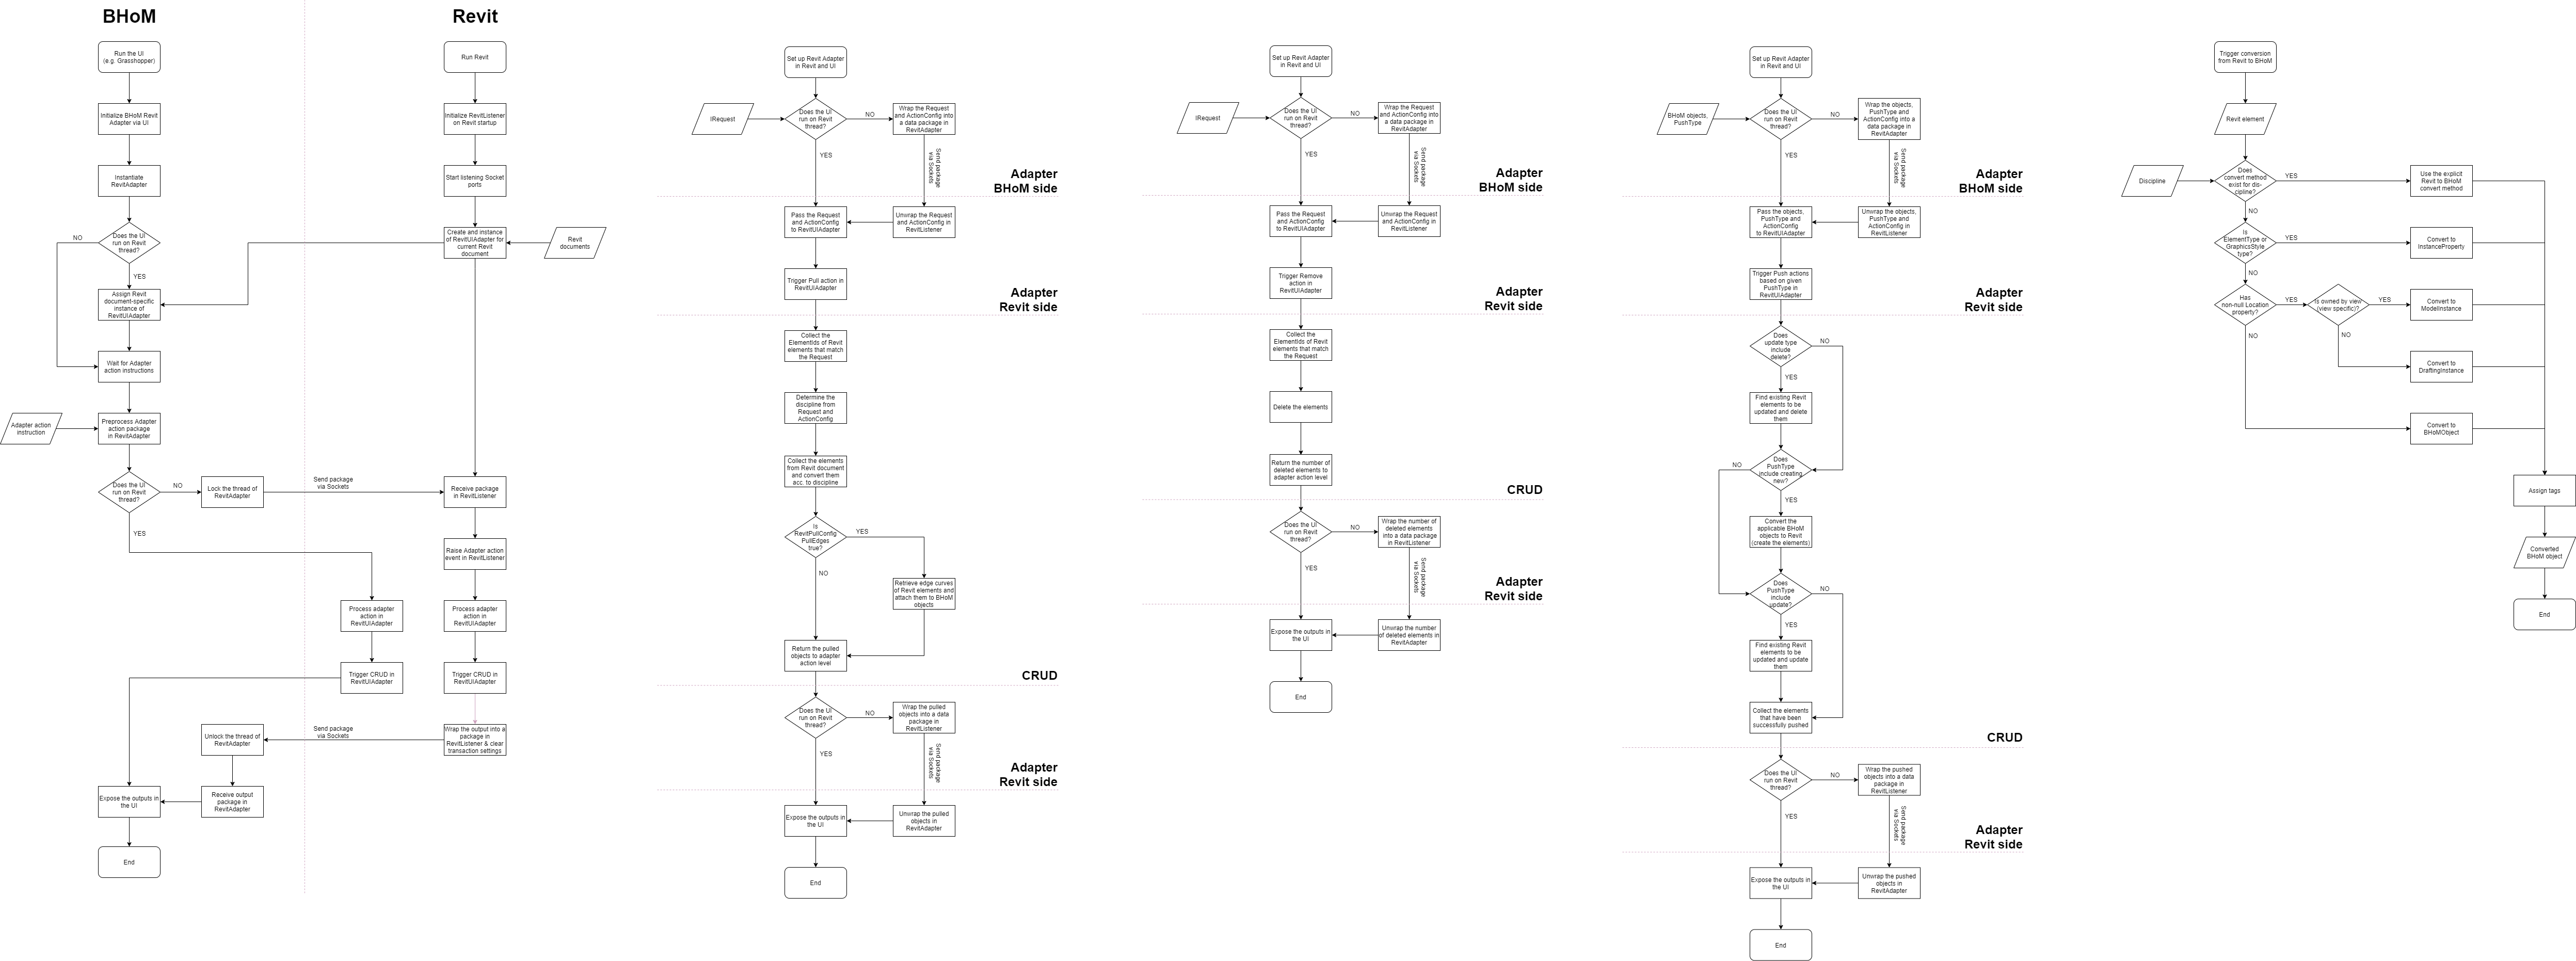 BHoM
Revit
Run the UI
(e.g. Grasshopper)
Run Revit
Initialize BHoM Revit
Adapter via UI
Initialize RevitListener
on Revit startup
Instantiate
RevitAdapter
Start listening Socket
ports
Does the UI
run on Revit
thread?
NO
YES
Create and instance
of RevitUIAdapter for
current Revit
document
Revit
documents
Assign Revit
document-specific
instance of
RevitUIAdapter
Wait for Adapter
action instructions
Adapter action
instruction
Preprocess Adapter
action package
in RevitAdapter
Does the UI
run on Revit
thread?
NO
YES
Lock the thread of
RevitAdapter
Send package
via Sockets
Receive package
in RevitListener
Raise Adapter action
event in RevitListener
Process adapter
action in
RevitUIAdapter
Process adapter
action in
RevitUIAdapter
Trigger CRUD in
RevitUIAdapter
Trigger CRUD in
RevitUIAdapter
Wrap the output into a
package in
RevitListener & clear
transaction settings
Send package
via Sockets
Unlock the thread of
RevitAdapter
Receive output
package in
RevitAdapter
Expose the outputs in
the UI
End
Set up Revit Adapter
in Revit and UI
IRequest
Does the UI
run on Revit
thread?
NO
YES
Wrap the Request
and ActionConfig into
a data package in
RevitAdapter
Send package
via Sockets
Adapter
BHoM side
Pass the Request
and ActionConfig
to RevitUIAdapter
Unwrap the Request
and ActionConfig in
RevitListener
Trigger Pull action in
RevitUIAdapter
Adapter
Revit side
Collect the
ElementIds of Revit
elements that match
the Request
Determine the
discipline from
Request and
ActionConfig
Collect the elements
from Revit document
and convert them
acc. to discipline
Is
RevitPullConfig
PullEdges
true?
YES
NO
Retrieve edge curves
of Revit elements and
attach them to BHoM
objects
Return the pulled
objects to adapter
action level
CRUD
Does the UI
run on Revit
thread?
NO
YES
Wrap the pulled
objects into a data
package in
RevitListener
Send package
via Sockets
Adapter
Revit side
Expose the outputs in
the UI
Unwrap the pulled
objects in
RevitAdapter
End
Set up Revit Adapter
in Revit and UI
IRequest
Does the UI
run on Revit
thread?
NO
YES
Wrap the Request
and ActionConfig into
a data package in
RevitAdapter
Send package
via Sockets
Adapter
BHoM side
Pass the Request
and ActionConfig
to RevitUIAdapter
Unwrap the Request
and ActionConfig in
RevitListener
Trigger Remove
action in
RevitUIAdapter
Adapter
Revit side
Collect the
ElementIds of Revit
elements that match
the Request
Delete the elements
Return the number of
deleted elements to
adapter action level
CRUD
Does the UI
run on Revit
thread?
NO
YES
Wrap the number of
deleted elements
into a data package
in RevitListener
Send package
via Sockets
Adapter
Revit side
Expose the outputs in
the UI
Unwrap the number
of deleted elements in
RevitAdapter
End
Set up Revit Adapter
in Revit and UI
BHoM objects,
PushType
Does the UI
run on Revit
thread?
NO
YES
Wrap the objects,
PushType and
ActionConfig into a
data package in
RevitAdapter
Send package
via Sockets
Adapter
BHoM side
Pass the objects,
PushType and
ActionConfig
to RevitUIAdapter
Unwrap the objects,
PushType and
ActionConfig in
RevitListener
Trigger Push actions
based on given
PushType in
RevitUIAdapter
Adapter
Revit side
Does
update type
include
delete?
NO
YES
Find existing Revit
elements to be
updated and delete
them
Does
PushType
include creating
new?
NO
YES
Convert the
applicable BHoM
objects to Revit
(create the elements)
Does
PushType
include
update?
NO
YES
Find existing Revit
elements to be
updated and update
them
Collect the elements
that have been
successfully pushed
CRUD
Does the UI
run on Revit
thread?
NO
YES
Wrap the pushed
objects into a data
package in
RevitListener
Send package
via Sockets
Adapter
Revit side
Expose the outputs in
the UI
Unwrap the pushed
objects in
RevitAdapter
End
Trigger conversion
from Revit to BHoM
Revit element
Discipline
Does
convert method
exist for dis-
cipline?
YES
NO
Use the explicit
Revit to BHoM
convert method
Is
ElementType or
GraphicsStyle
type?
YES
NO
Convert to
InstanceProperty
Has
non-null Location
property?
YES
NO
Is owned by view
(view specific)?
YES
NO
Convert to
ModelInstance
Convert to
DraftingInstance
Convert to
BHoMObject
Assign tags
Converted
BHoM object
End